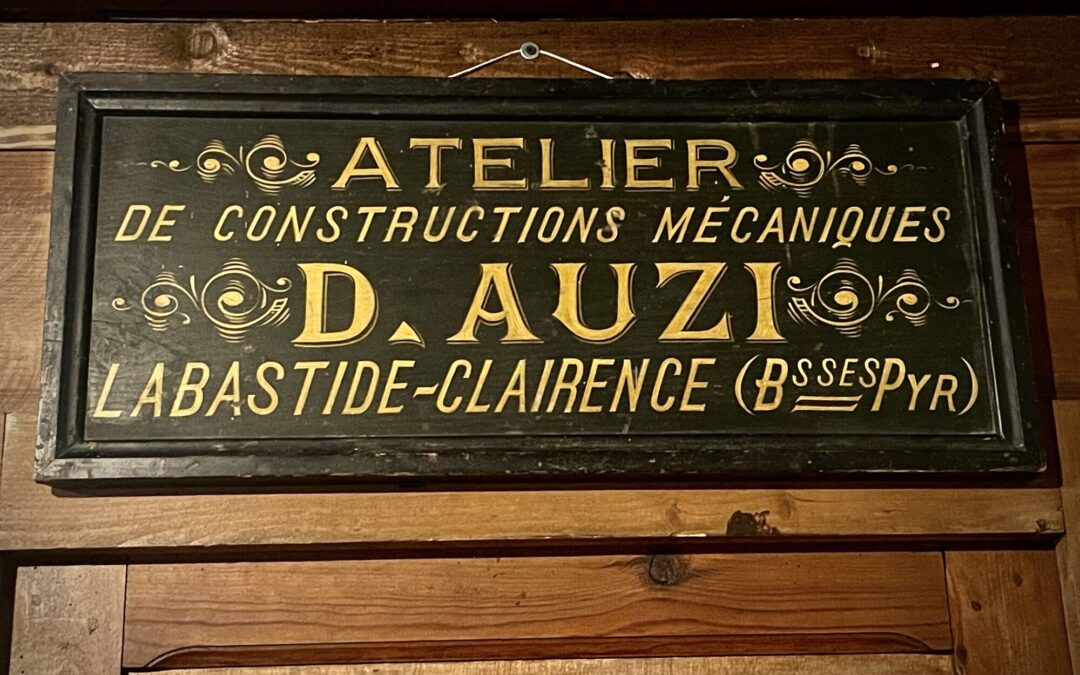 ATELIER
DE CONSTRUCTIONS MÉCANIQUES
D. AUZI
LABASTIDE-CLAIRENCE (BSSES PYR)